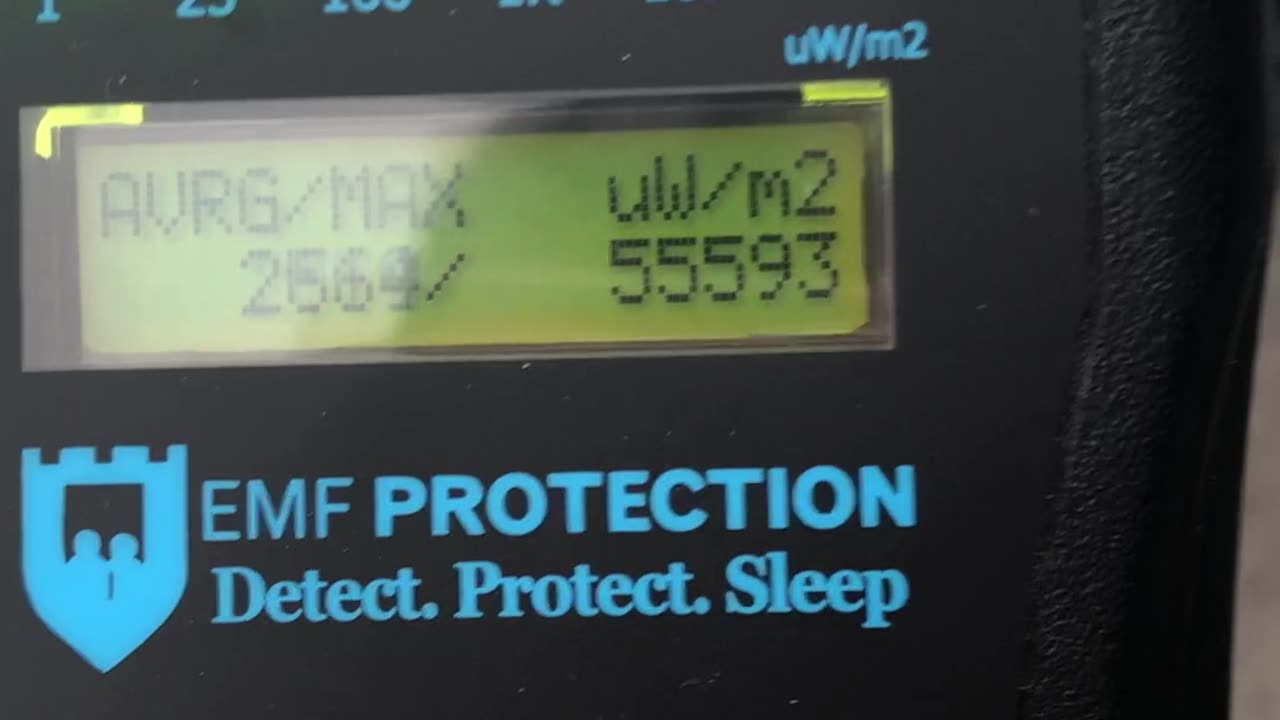 uW/m2
AVRG/MAX uW/m2
55593
EMF PROTECTION
Detect. Protect. Sleep